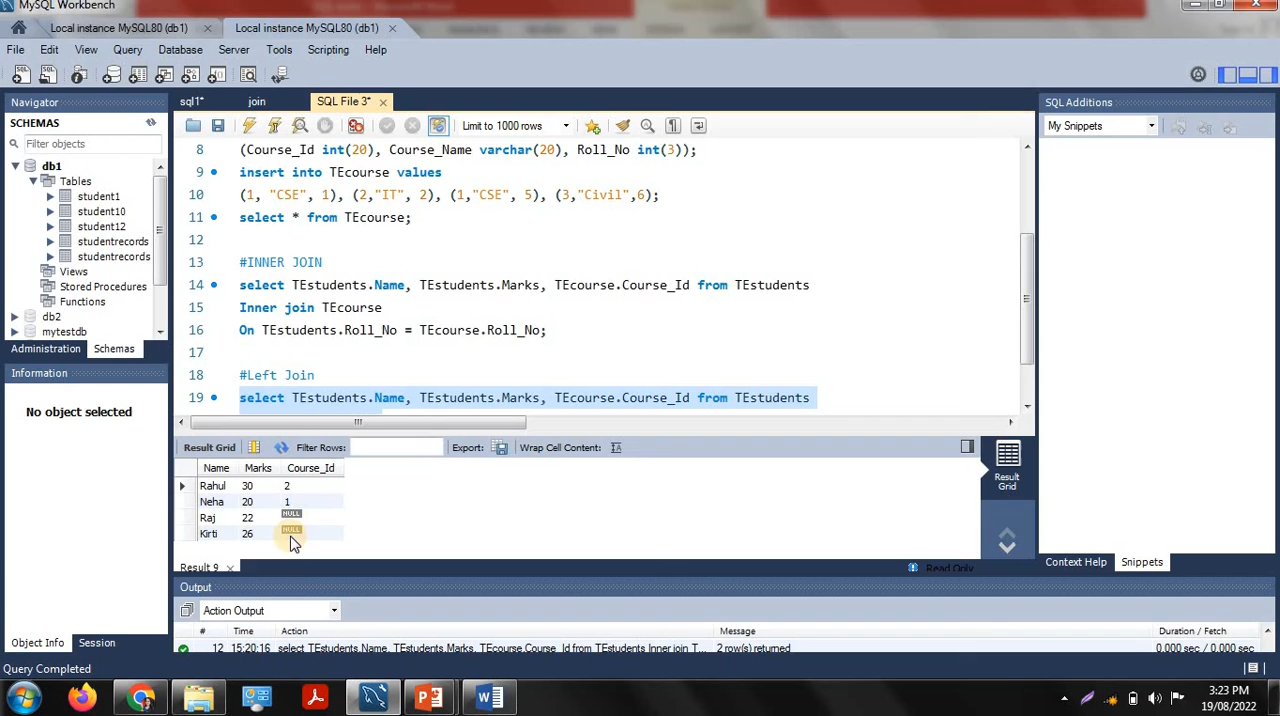 MySQL Workbench
Local instance MySQL80 (db1) × Local instance MySQL80 (db1) ×
File Edit View Query Database Server Tools Scripting Help
Navigator sql1* join SQL File 3* × SQL Additions
SCHEMAS
Filter objects
Limit to 1000 rows
My Snippets
db1
Tables
student1
student10
student12
studentrecords
studentrecords
Views
Stored Procedures
Functions
db2
mytestdb
Administration Schemas
Information
No object selected
8 (Course_Id int(20), Course_Name varchar(20), Roll_No int(3));
9 insert into TEcourse values
10 (1, "CSE", 1), (2,"IT", 2), (1,"CSE", 5), (3,"Civil",6);
11 select * from TEcourse;
12
13 #INNER JOIN
14 select TEstudents.Name, TEstudents.Marks, TEcourse.Course_Id from TEstudents
15 Inner join TEcourse
16 On TEstudents.Roll_No = TEcourse.Roll_No;
17
18 #Left Join
19 select TEstudents.Name, TEstudents.Marks, TEcourse.Course_Id from TEstudents
Result Grid Filter Rows: Export: Wrap Cell Content:
Name Marks Course_Id
Rahul 30 2
Neha 20 1
Raj 22 NULL
Kirti 26 NULL
Result Grid
Result 9 × Read Only
Context Help Snippets
Output
Action Output
# Time Action Message Duration / Fetch
12 15:20:16 select TEstudents.Name, TEstudents.Marks, TEcourse.Course_Id from TEstudents Inner join T... 2 row(s) returned 0.000 sec / 0.000 sec
Object Info Session
Query Completed
3:23 PM
19/08/2022